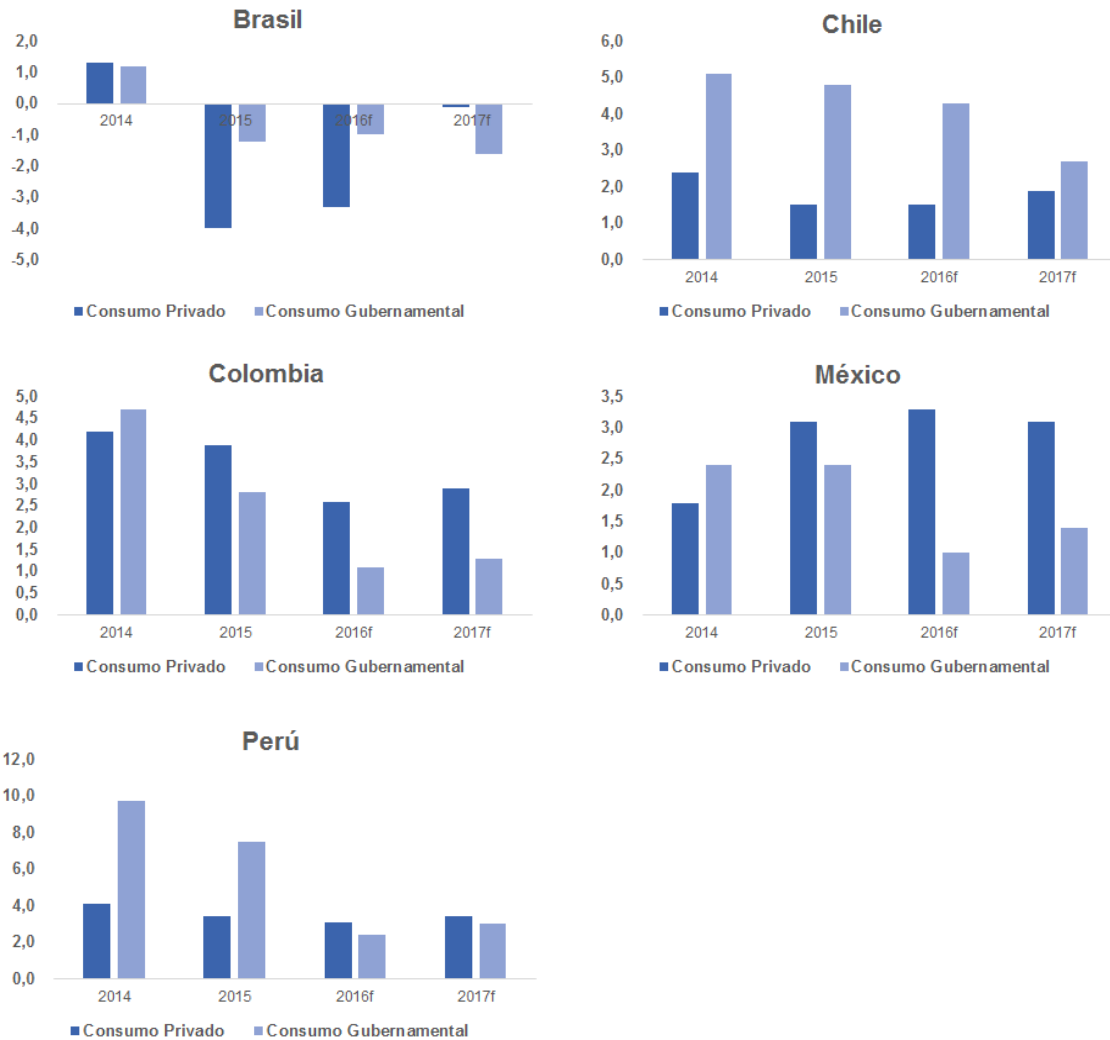 Brasil
2,0
1,0
0,0
-1,0
-2,0
-3,0
-4,0
-5,0
2014 2015 2016f 2017f
Consumo Privado Consumo Gubernamental
Chile
6,0
5,0
4,0
3,0
2,0
1,0
0,0
2014 2015 2016f 2017f
Consumo Privado Consumo Gubernamental
Colombia
5,0
4,5
4,0
3,5
3,0
2,5
2,0
1,5
1,0
0,5
0,0
2014 2015 2016f 2017f
Consumo Privado Consumo Gubernamental
México
3,5
3,0
2,5
2,0
1,5
1,0
0,5
0,0
2014 2015 2016f 2017f
Consumo Privado Consumo Gubernamental
Perú
12,0
10,0
8,0
6,0
4,0
2,0
0,0
2014 2015 2016f 2017f
Consumo Privado Consumo Gubernamental